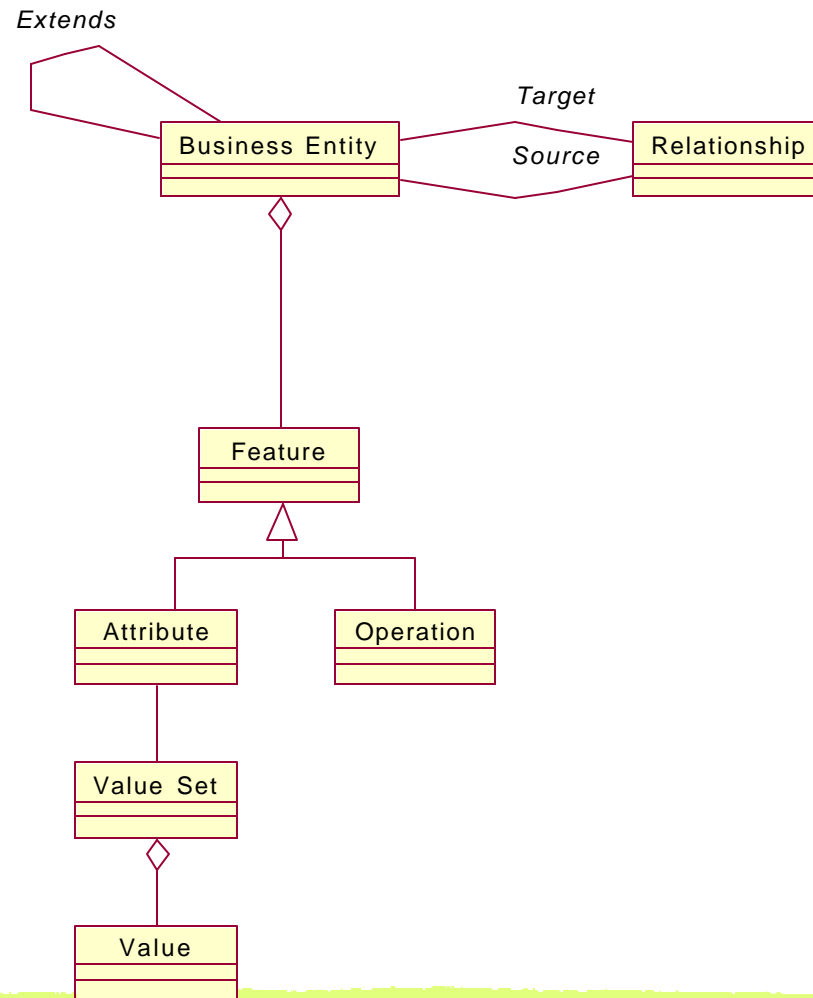 Extends
Target
Business Entity
Source
Relationship
Feature
Attribute
Operation
Value Set
Value